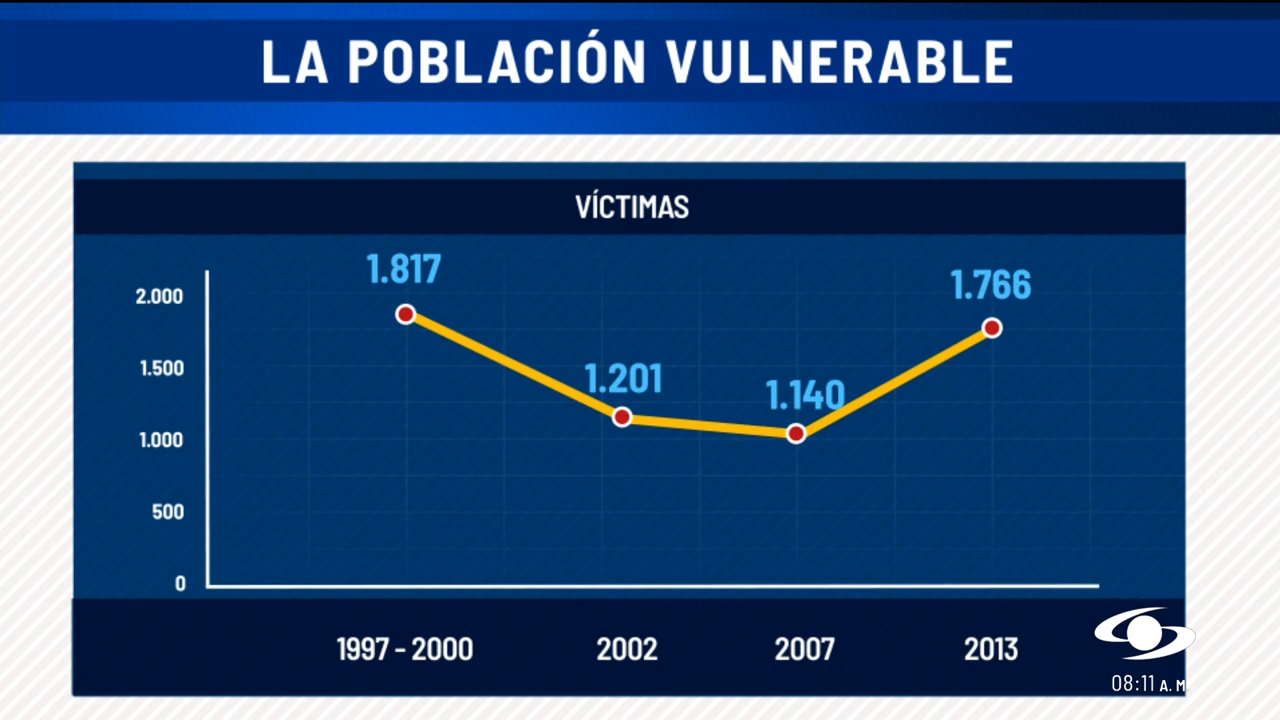 LA POBLACIÓN VULNERABLE
VÍCTIMAS
1.817
1.766
2.000
1.500
1.201
1.140
1.000
500
0
1997 - 2000 2002 2007 2013
08:11 A. M